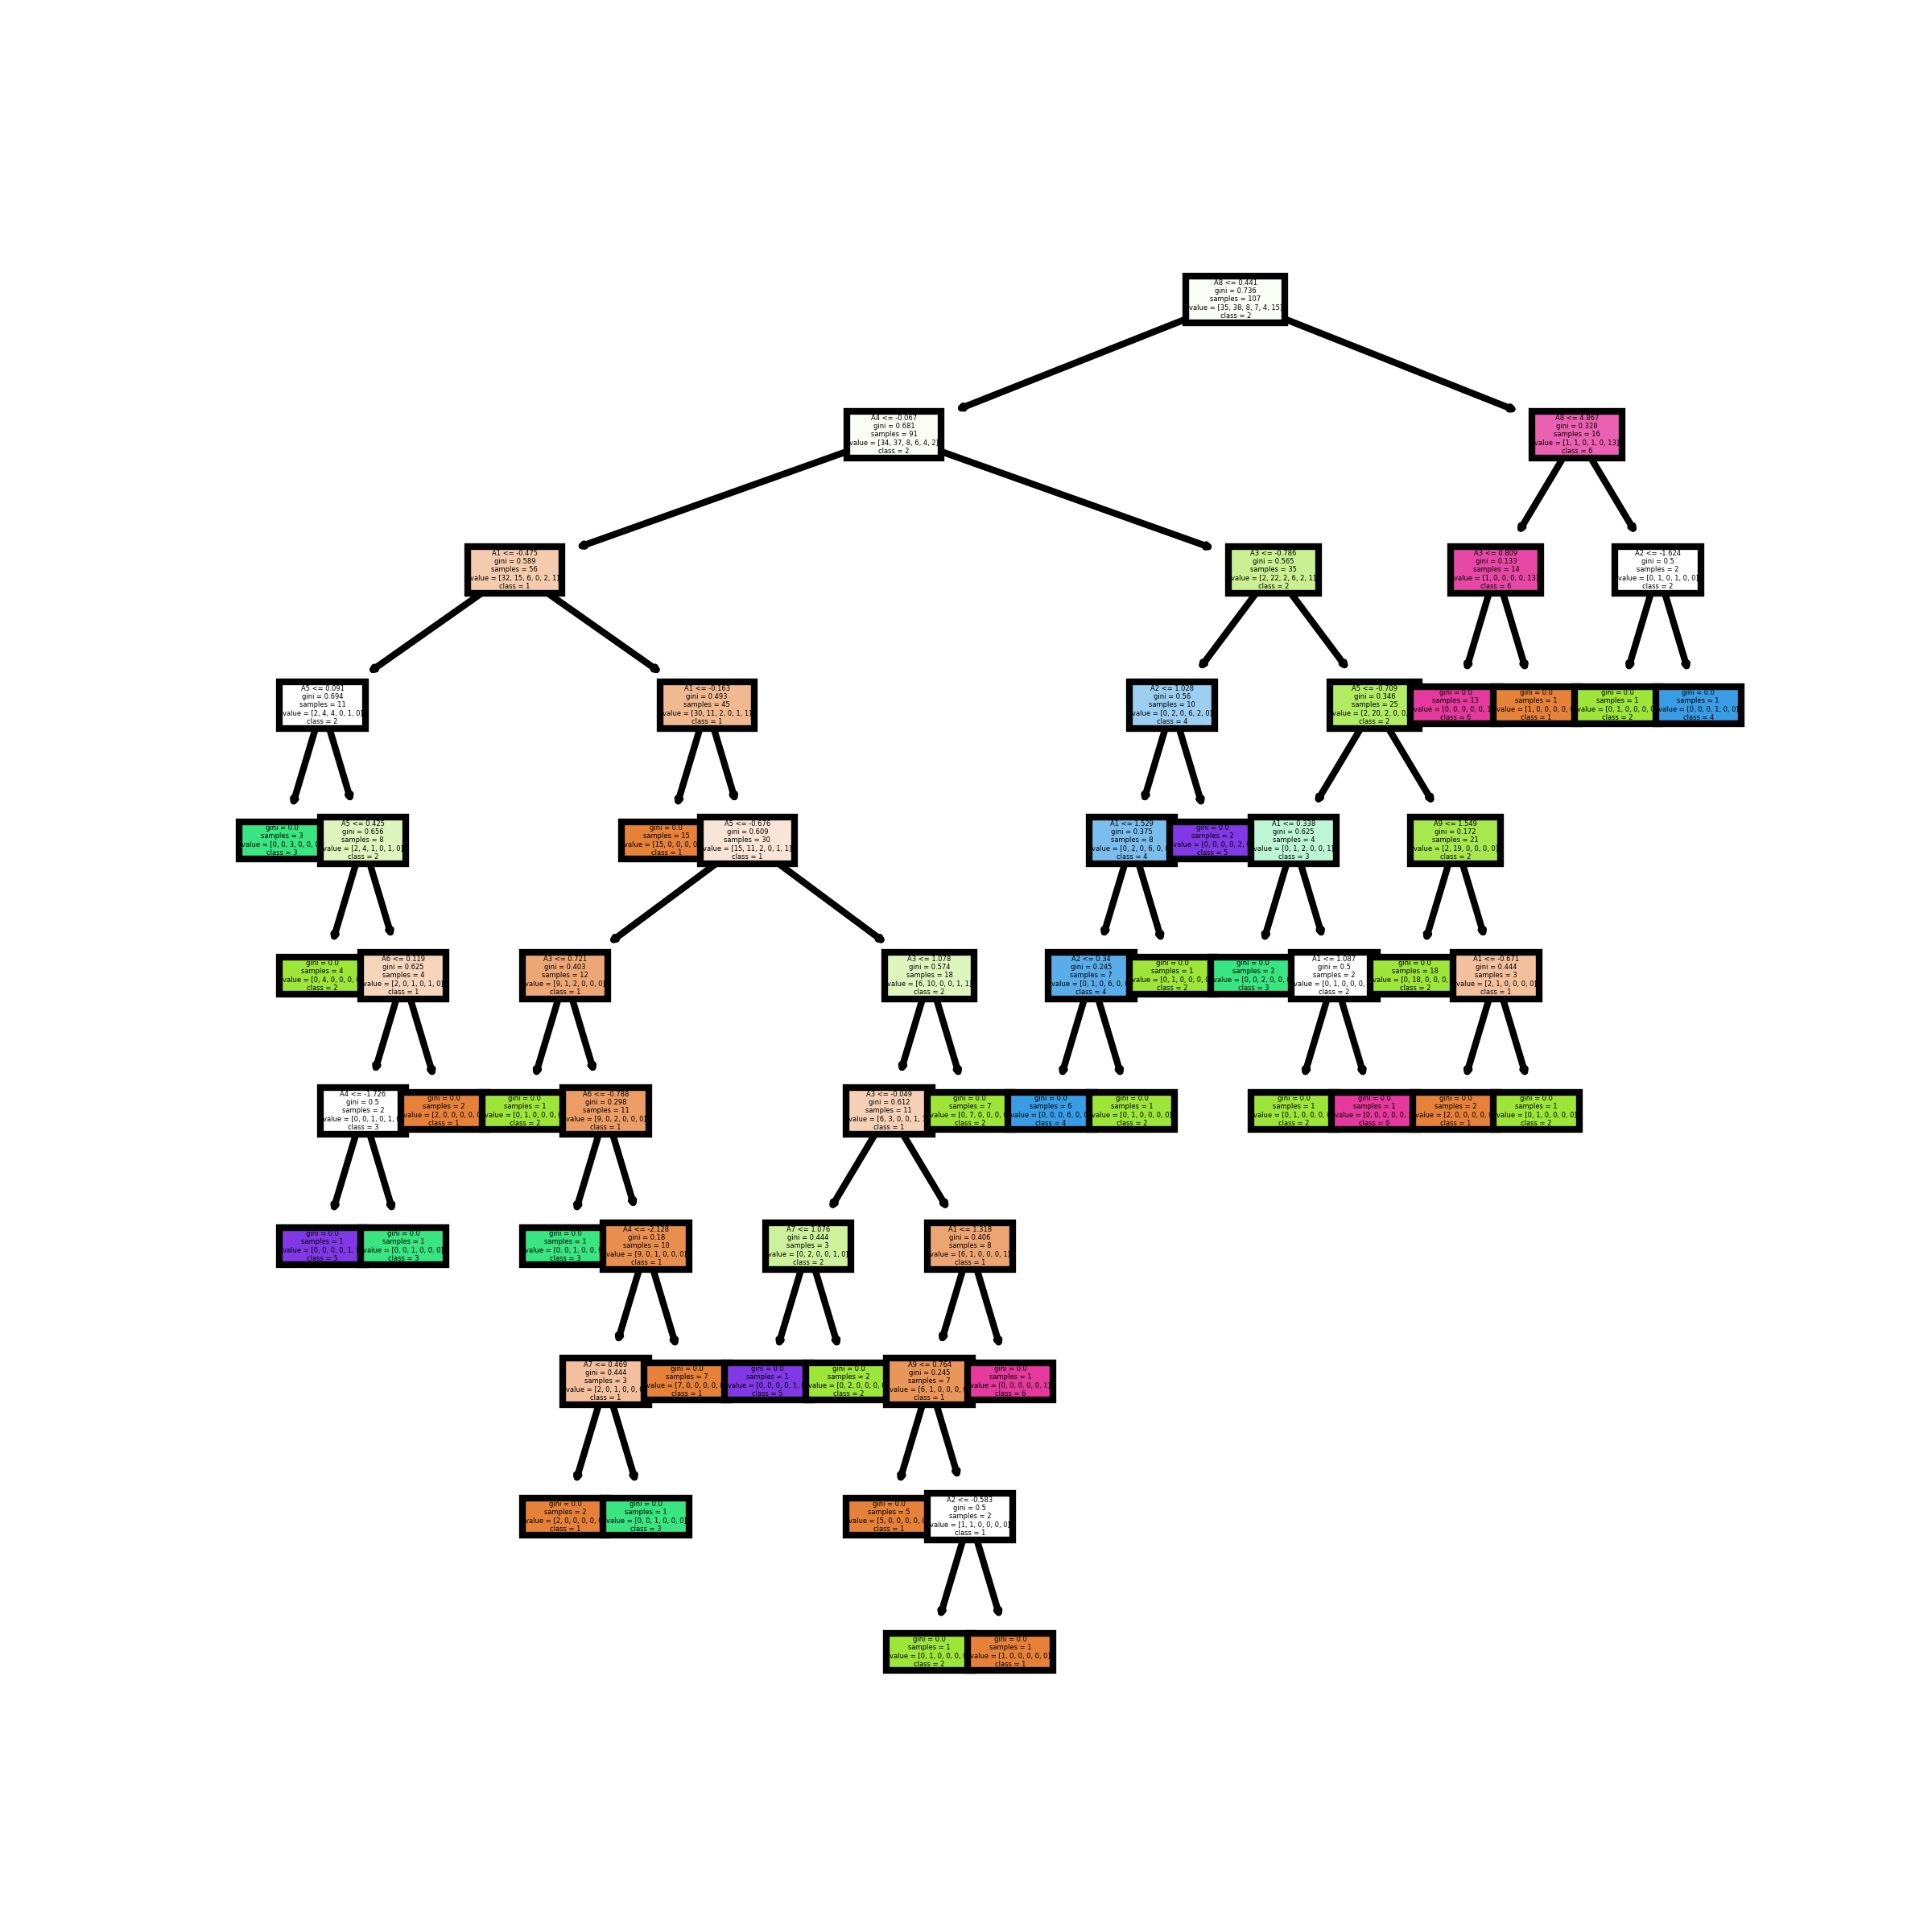 A8 <= 0.441
gini = 0.736
samples = 107
value = [35, 38, 8, 7, 4, 15]
class = 2
A4 <= -0.067
gini = 0.681
samples = 91
value = [34, 37, 8, 6, 4, 2]
class = 2
A8 <= 4.867
gini = 0.328
samples = 16
value = [1, 1, 0, 1, 0, 13]
class = 6
A1 <= -0.475
gini = 0.589
samples = 56
value = [32, 15, 6, 0, 2, 1]
class = 1
A3 <= -0.786
gini = 0.565
samples = 35
value = [2, 22, 2, 6, 2, 1]
class = 2
A3 <= 0.809
gini = 0.133
samples = 14
value = [1, 0, 0, 0, 0, 13]
class = 6
A2 <= -1.624
gini = 0.5
samples = 2
value = [0, 1, 0, 1, 0, 0]
class = 2
A5 <= 0.091
gini = 0.694
samples = 11
value = [2, 4, 4, 0, 1, 0]
class = 2
A1 <= -0.163
gini = 0.493
samples = 45
value = [30, 11, 2, 0, 1, 1]
class = 1
A2 <= 1.028
gini = 0.56
samples = 10
value = [0, 2, 0, 6, 2, 0]
class = 4
A5 <= -0.709
gini = 0.346
samples = 25
value = [2, 20, 2, 0, 0,
class = 2
gini = 0.0
samples = 13
value = [0, 0, 0, 0, 0, 1
class = 6
gini = 0.0
samples = 1
value = [1, 0, 0, 0, 0,
class = 1
gini = 0.0
samples = 1
value = [0, 1, 0, 0, 0, 0
class = 2
gini = 0.0
samples = 1
value = [0, 0, 0, 1, 0, 0]
class = 4
gini = 0.0
samples = 3
value = [0, 0, 3, 0, 0, 0
class = 3
A5 <= 0.425
gini = 0.656
samples = 8
value = [2, 4, 1, 0, 1, 0]
class = 2
gini = 0.0
samples = 15
value = [15, 0, 0, 0, 0,
class = 1
A5 <= -0.676
gini = 0.609
samples = 30
value = [15, 11, 2, 0, 1, 1]
class = 1
A1 <= 1.529
gini = 0.375
samples = 8
value = [0, 2, 0, 6, 0,
class = 4
gini = 0.0
samples = 2
value = [0, 0, 0, 0, 2,
class = 5
A1 <= 0.338
gini = 0.625
samples = 4
value = [0, 1, 2, 0, 0, 1]
class = 3
A9 <= 1.549
gini = 0.172
samples = 21
value = [2, 19, 0, 0, 0, 0]
class = 2
gini = 0.0
samples = 4
value = [0, 4, 0, 0, 0,
class = 2
A6 <= 0.119
gini = 0.625
samples = 4
value = [2, 0, 1, 0, 1, 0]
class = 1
A3 <= 0.721
gini = 0.403
samples = 12
value = [9, 1, 2, 0, 0, 0]
class = 1
A3 <= 1.078
gini = 0.574
samples = 18
value = [6, 10, 0, 0, 1, 1]
class = 2
A2 <= 0.34
gini = 0.245
samples = 7
value = [0, 1, 0, 6, 0,
class = 4
gini = 0.0
samples = 1
value = [0, 1, 0, 0, 0, 0
class = 2
gini = 0.0
samples = 2
value = [0, 0, 2, 0, 0,
class = 3
A1 <= 1.087
gini = 0.5
samples = 2
value = [0, 1, 0, 0, 0,
class = 2
gini = 0.0
samples = 18
value = [0, 18, 0, 0, 0,
class = 2
A1 <= -0.671
gini = 0.444
samples = 3
value = [2, 1, 0, 0, 0, 0]
class = 1
A4 <= -1.726
gini = 0.5
samples = 2
value = [0, 0, 1, 0, 1,
class = 3
gini = 0.0
samples = 2
value = [2, 0, 0, 0, 0, 0
class = 1
gini = 0.0
samples = 1
value = [0, 1, 0, 0, 0,
class = 2
A6 <= -0.788
gini = 0.298
samples = 11
value = [9, 0, 2, 0, 0, 0]
class = 1
A3 <= -0.049
gini = 0.612
samples = 11
value = [6, 3, 0, 0, 1,
class = 1
gini = 0.0
samples = 7
value = [0, 7, 0, 0, 0,
class = 2
gini = 0.0
samples = 6
value = [0, 0, 0, 6, 0,
class = 4
gini = 0.0
samples = 1
value = [0, 1, 0, 0, 0, 0]
class = 2
gini = 0.0
samples = 1
value = [0, 1, 0, 0, 0,
class = 2
gini = 0.0
samples = 1
value = [0, 0, 0, 0, 0,
class = 6
gini = 0.0
samples = 2
value = [2, 0, 0, 0, 0,
class = 1
gini = 0.0
samples = 1
value = [0, 1, 0, 0, 0, 0]
class = 2
gini = 0.0
samples = 1
value = [0, 0, 0, 0, 1,
class = 5
gini = 0.0
samples = 1
value = [0, 0, 1, 0, 0, 0]
class = 3
gini = 0.0
samples = 1
value = [0, 0, 1, 0, 0,
class = 3
A4 <= -2.128
gini = 0.18
samples = 10
value = [9, 0, 1, 0, 0, 0]
class = 1
A7 <= 1.076
gini = 0.444
samples = 3
value = [0, 2, 0, 0, 1, 0]
class = 2
A1 <= 1.318
gini = 0.406
samples = 8
value = [6, 1, 0, 0, 0, 1]
class = 1
A7 <= 0.469
gini = 0.444
samples = 3
value = [2, 0, 1, 0, 0,
class = 1
gini = 0.0
samples = 7
value = [7, 0, 0, 0, 0,
class = 1
gini = 0.0
samples = 1
value = [0, 0, 0, 0, 1,
class = 5
gini = 0.0
samples = 2
value = [0, 2, 0, 0, 0,
class = 2
A9 <= 0.764
gini = 0.245
samples = 7
value = [6, 1, 0, 0, 0,
class = 1
gini = 0.0
samples = 1
value = [0, 0, 0, 0, 0, 1]
class = 6
gini = 0.0
samples = 2
value = [2, 0, 0, 0, 0,
class = 1
gini = 0.0
samples = 1
value = [0, 0, 1, 0, 0, 0]
class = 3
gini = 0.0
samples = 5
value = [5, 0, 0, 0, 0,
class = 1
A2 <= -0.583
gini = 0.5
samples = 2
value = [1, 1, 0, 0, 0, 0]
class = 1
gini = 0.0
samples = 1
value = [0, 1, 0, 0, 0,
class = 2
gini = 0.0
samples = 1
value = [1, 0, 0, 0, 0, 0]
class = 1